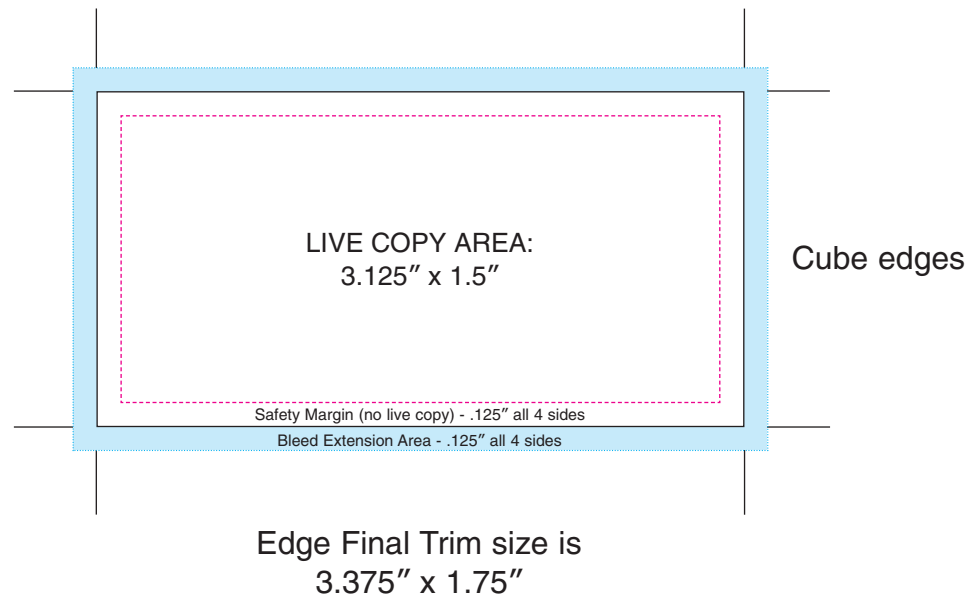 LIVE COPY AREA:
3.125″ x 1.5″
Cube edges
Safety Margin (no live copy) - .125″ all 4 sides
Bleed Extension Area - .125″ all 4 sides
Edge Final Trim size is
3.375″ x 1.75″